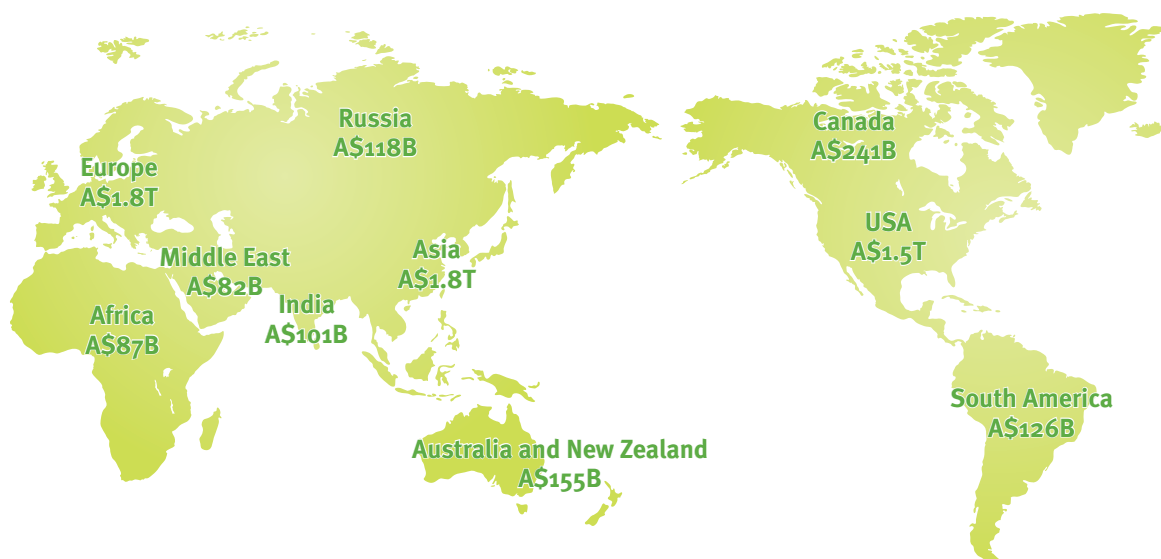 Russia
A$118B
Canada
A$241B
Europe
A$1.8T
USA
A$1.5T
Middle East
A$82B
Asia
A$1.8T
India
A$101B
Africa
A$87B
South America
A$126B
Australia and New Zealand
A$155B